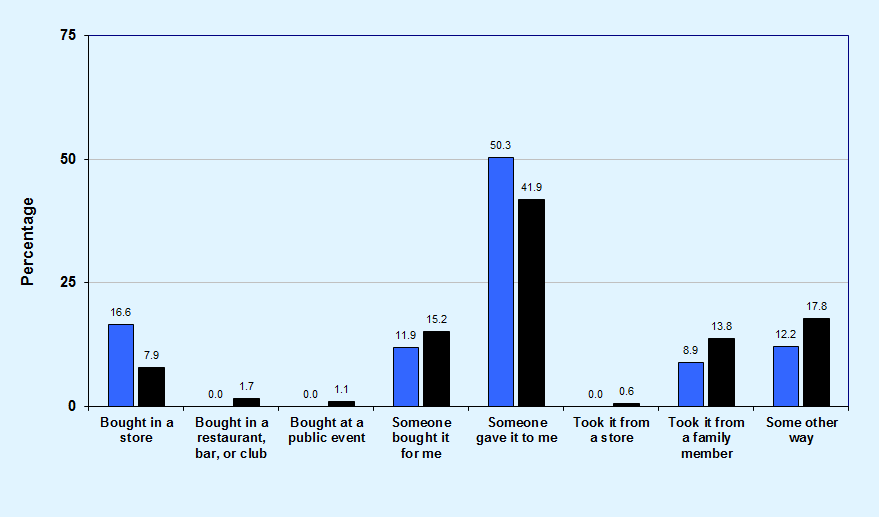 75
50
25
0
Percentage
16.6
7.9
0.0
1.7
0.0
1.1
11.9
15.2
50.3
41.9
0.0
0.6
8.9
13.8
12.2
17.8
Bought in a
store
Bought in a
restaurant,
bar, or club
Bought at a
public event
Someone
bought it
for me
Someone
gave it to me
Took it from
a store
Took it from
a family
member
Some other
way